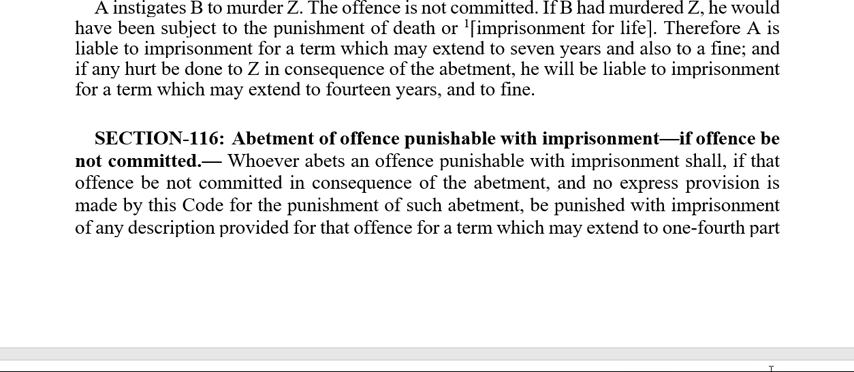 A instigates B to murder Z. The offence is not committed. If B had murdered Z, he would
have been subject to the punishment of death or ¹[imprisonment for life]. Therefore A is
liable to imprisonment for a term which may extend to seven years and also to a fine; and
if any hurt be done to Z in consequence of the abetment, he will be liable to imprisonment
for a term which may extend to fourteen years, and to fine.
SECTION-116: Abetment of offence punishable with imprisonment—if offence be
not committed.— Whoever abets an offence punishable with imprisonment shall, if that
offence be not committed in consequence of the abetment, and no express provision is
made by this Code for the punishment of such abetment, be punished with imprisonment
of any description provided for that offence for a term which may extend to one-fourth part